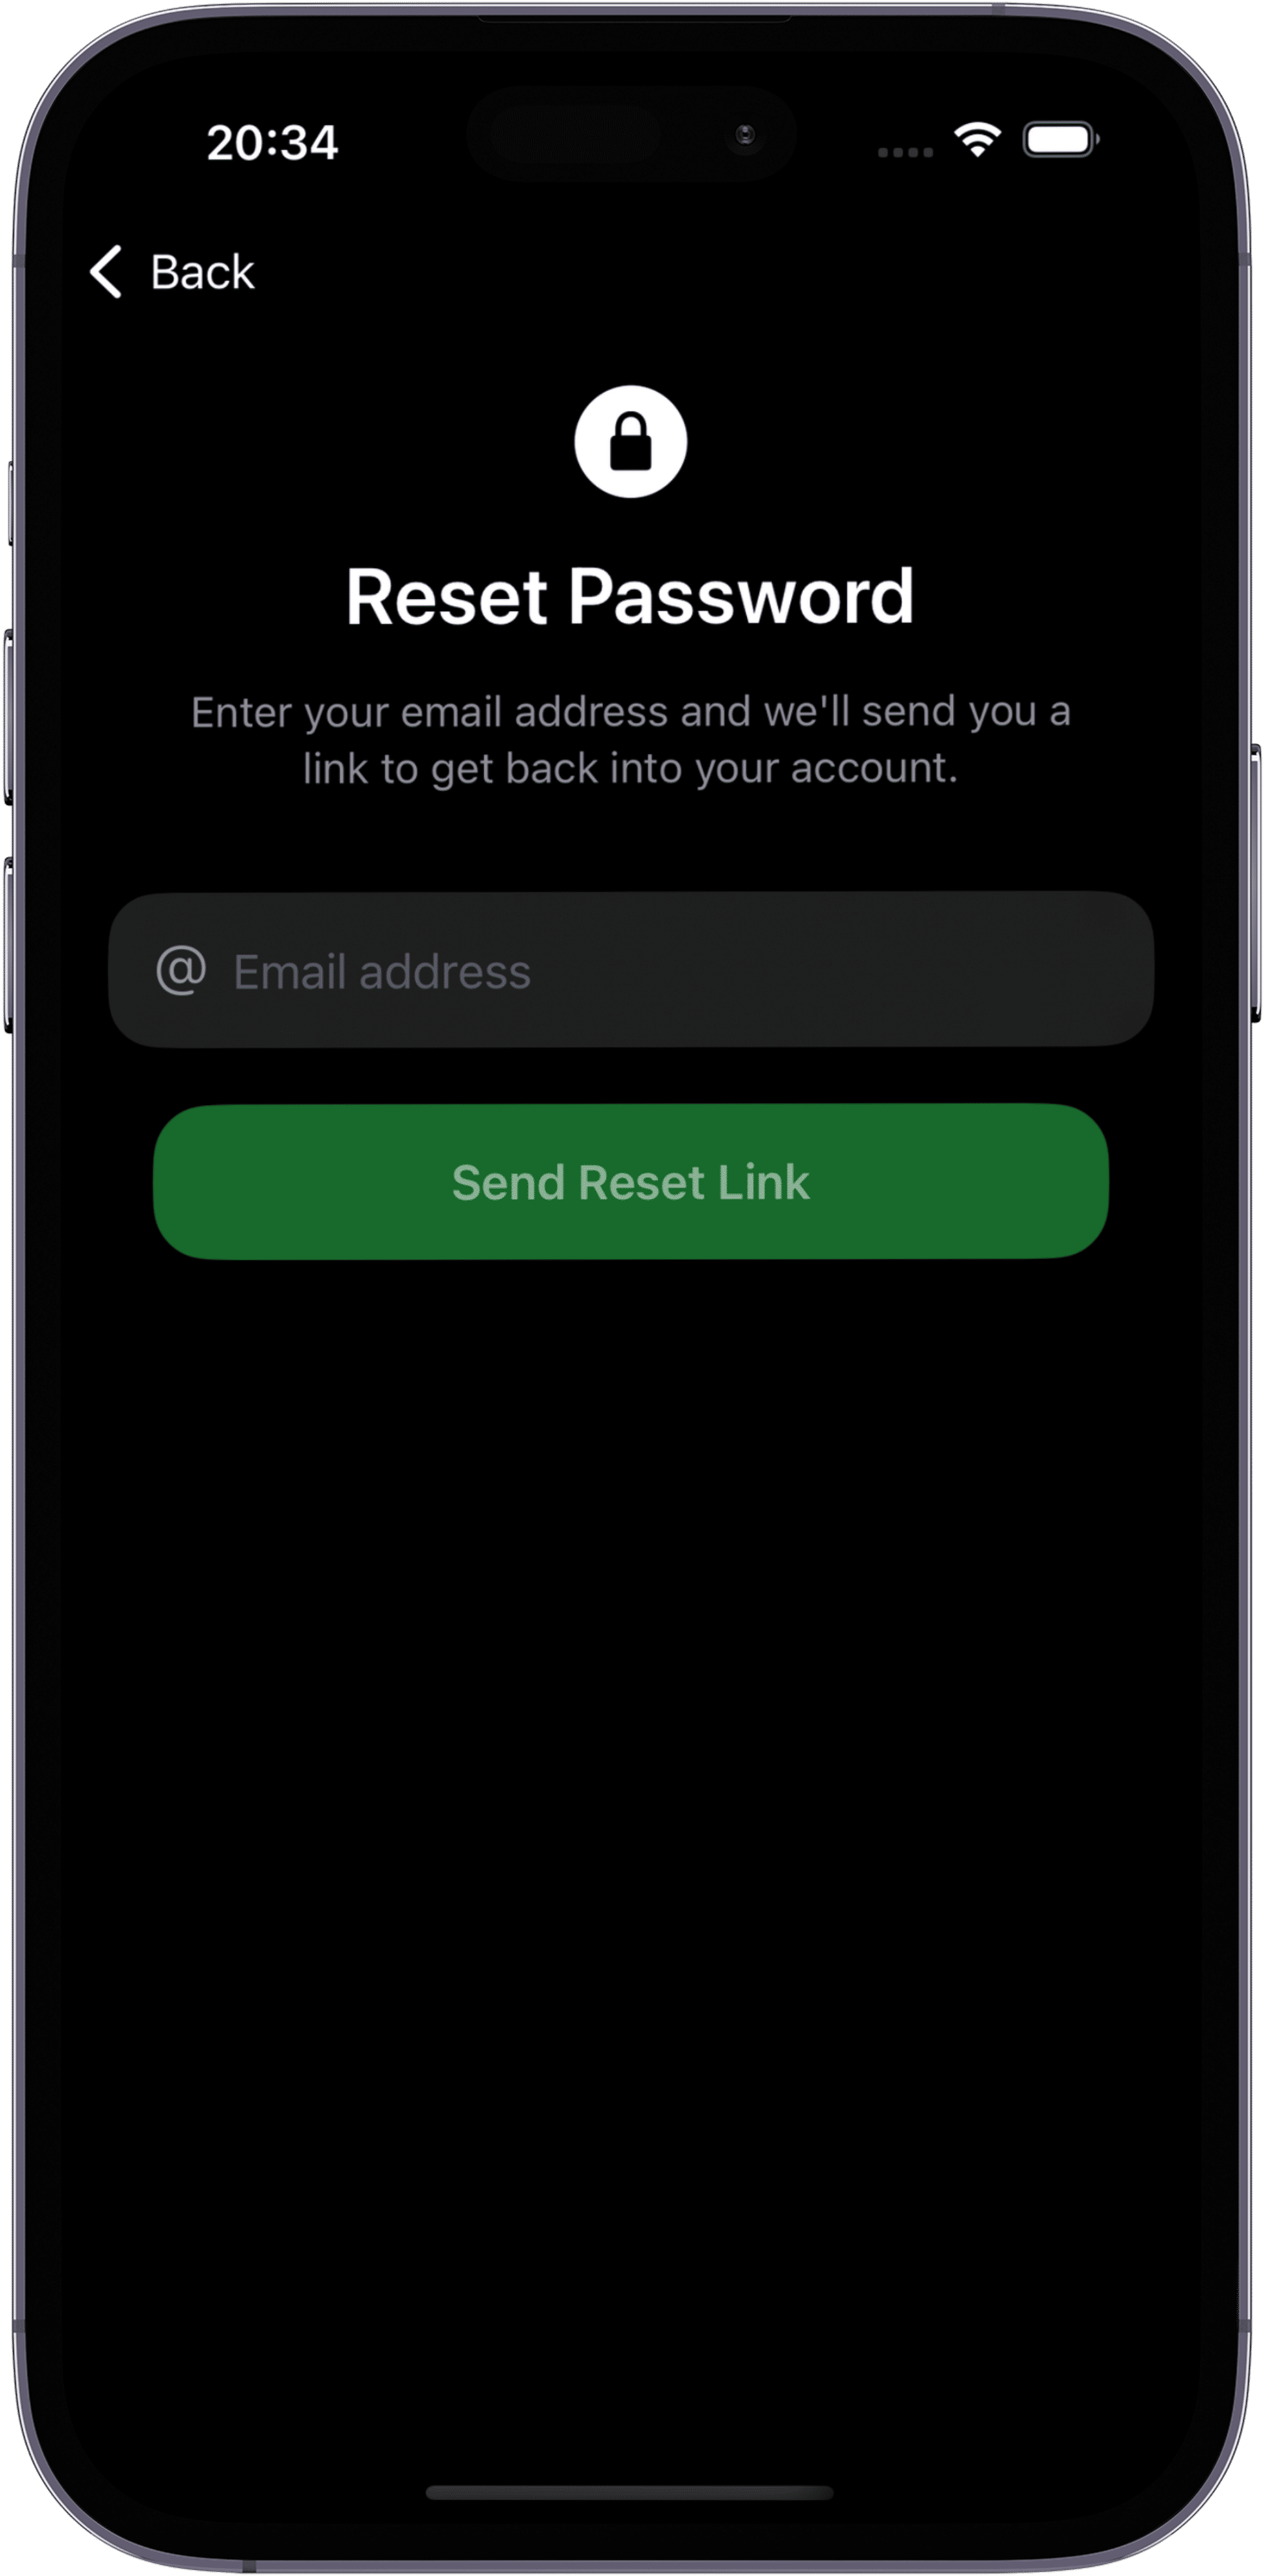 20:34
Back
Reset Password
Enter your email address and we'll send you a
link to get back into your account.
@ Email address
Send Reset Link